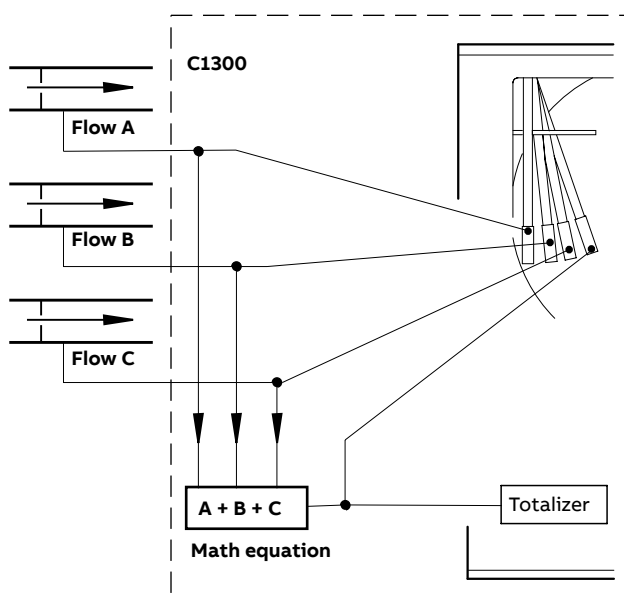 C1300
Flow A
Flow B
Flow C
A + B + C
Math equation
Totalizer